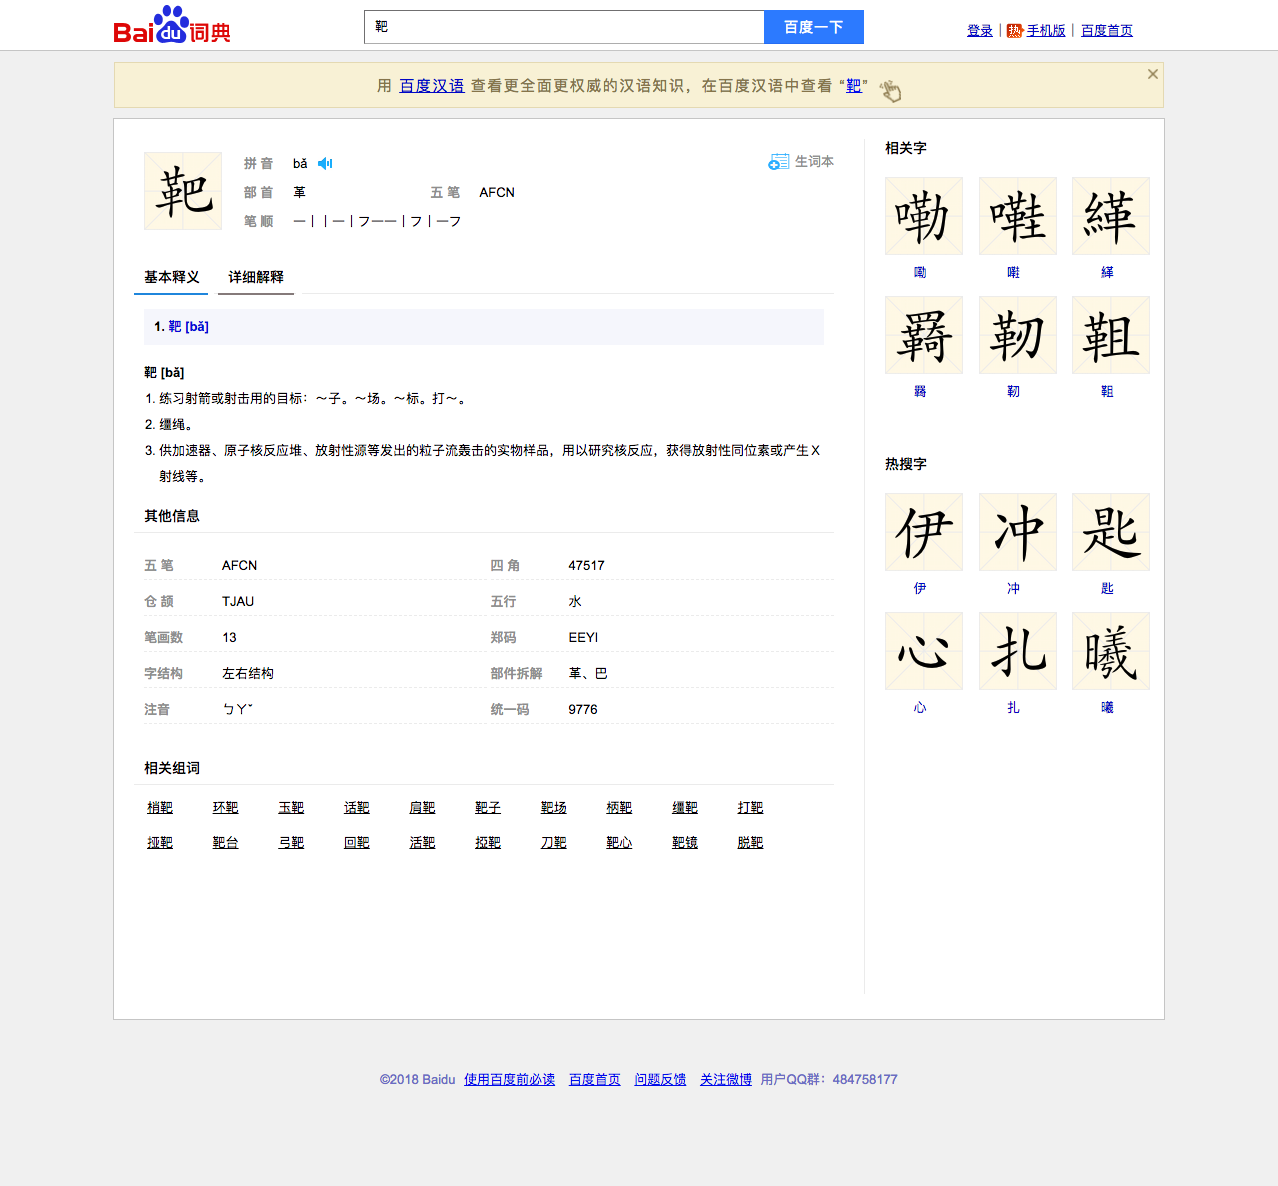 Baidu词典
靶
百度一下
登录 | 热 手机版 | 百度首页
用 百度汉语 查看更全面更权威的汉语知识，在百度汉语中查看 “靶”
靶
拼 音 bǎ
生词本
部 首 革 五 笔 AFCN
笔 顺 一丨丨一丨フ一一丨フ丨一フ
基本释义 详细解释
1. 靶 [bǎ]
靶 [bǎ]
1. 练习射箭或射击用的目标：～子。～场。～标。打～。
2. 缰绳。
3. 供加速器、原子核反应堆、放射性源等发出的粒子流轰击的实物样品，用以研究核反应，获得放射性同位素或产生Ｘ
射线等。
其他信息
五 笔 AFCN 四 角 47517
仓 颉 TJAU 五行 水
笔画数 13 郑码 EEYI
字结构 左右结构 部件拆解 革、巴
注音 ㄅㄚˇ 统一码 9776
相关组词
梢靶 环靶 玉靶 话靶 肩靶 靶子 靶场 柄靶 缰靶 打靶
挜靶 靶台 弓靶 回靶 活靶 掗靶 刀靶 靶心 靶镜 脱靶
相关字
嘞 嚡 緙
嘞 嚡 緙
羇 靭 靻
羇 靭 靻
热搜字
伊 冲 匙
伊 冲 匙
心 扎 曦
心 扎 曦
©2018 Baidu 使用百度前必读 百度首页 问题反馈 关注微博 用户QQ群：484758177